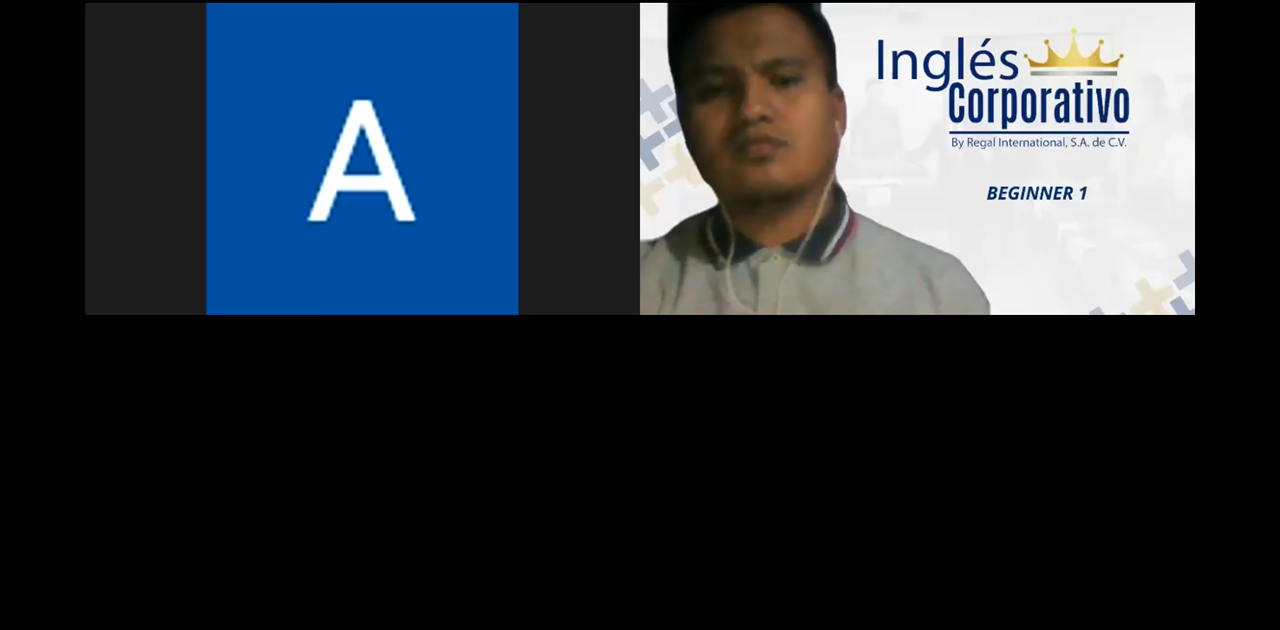 A
Inglés
Corporativo
By Regal International, S.A. de C.V.
BEGINNER 1